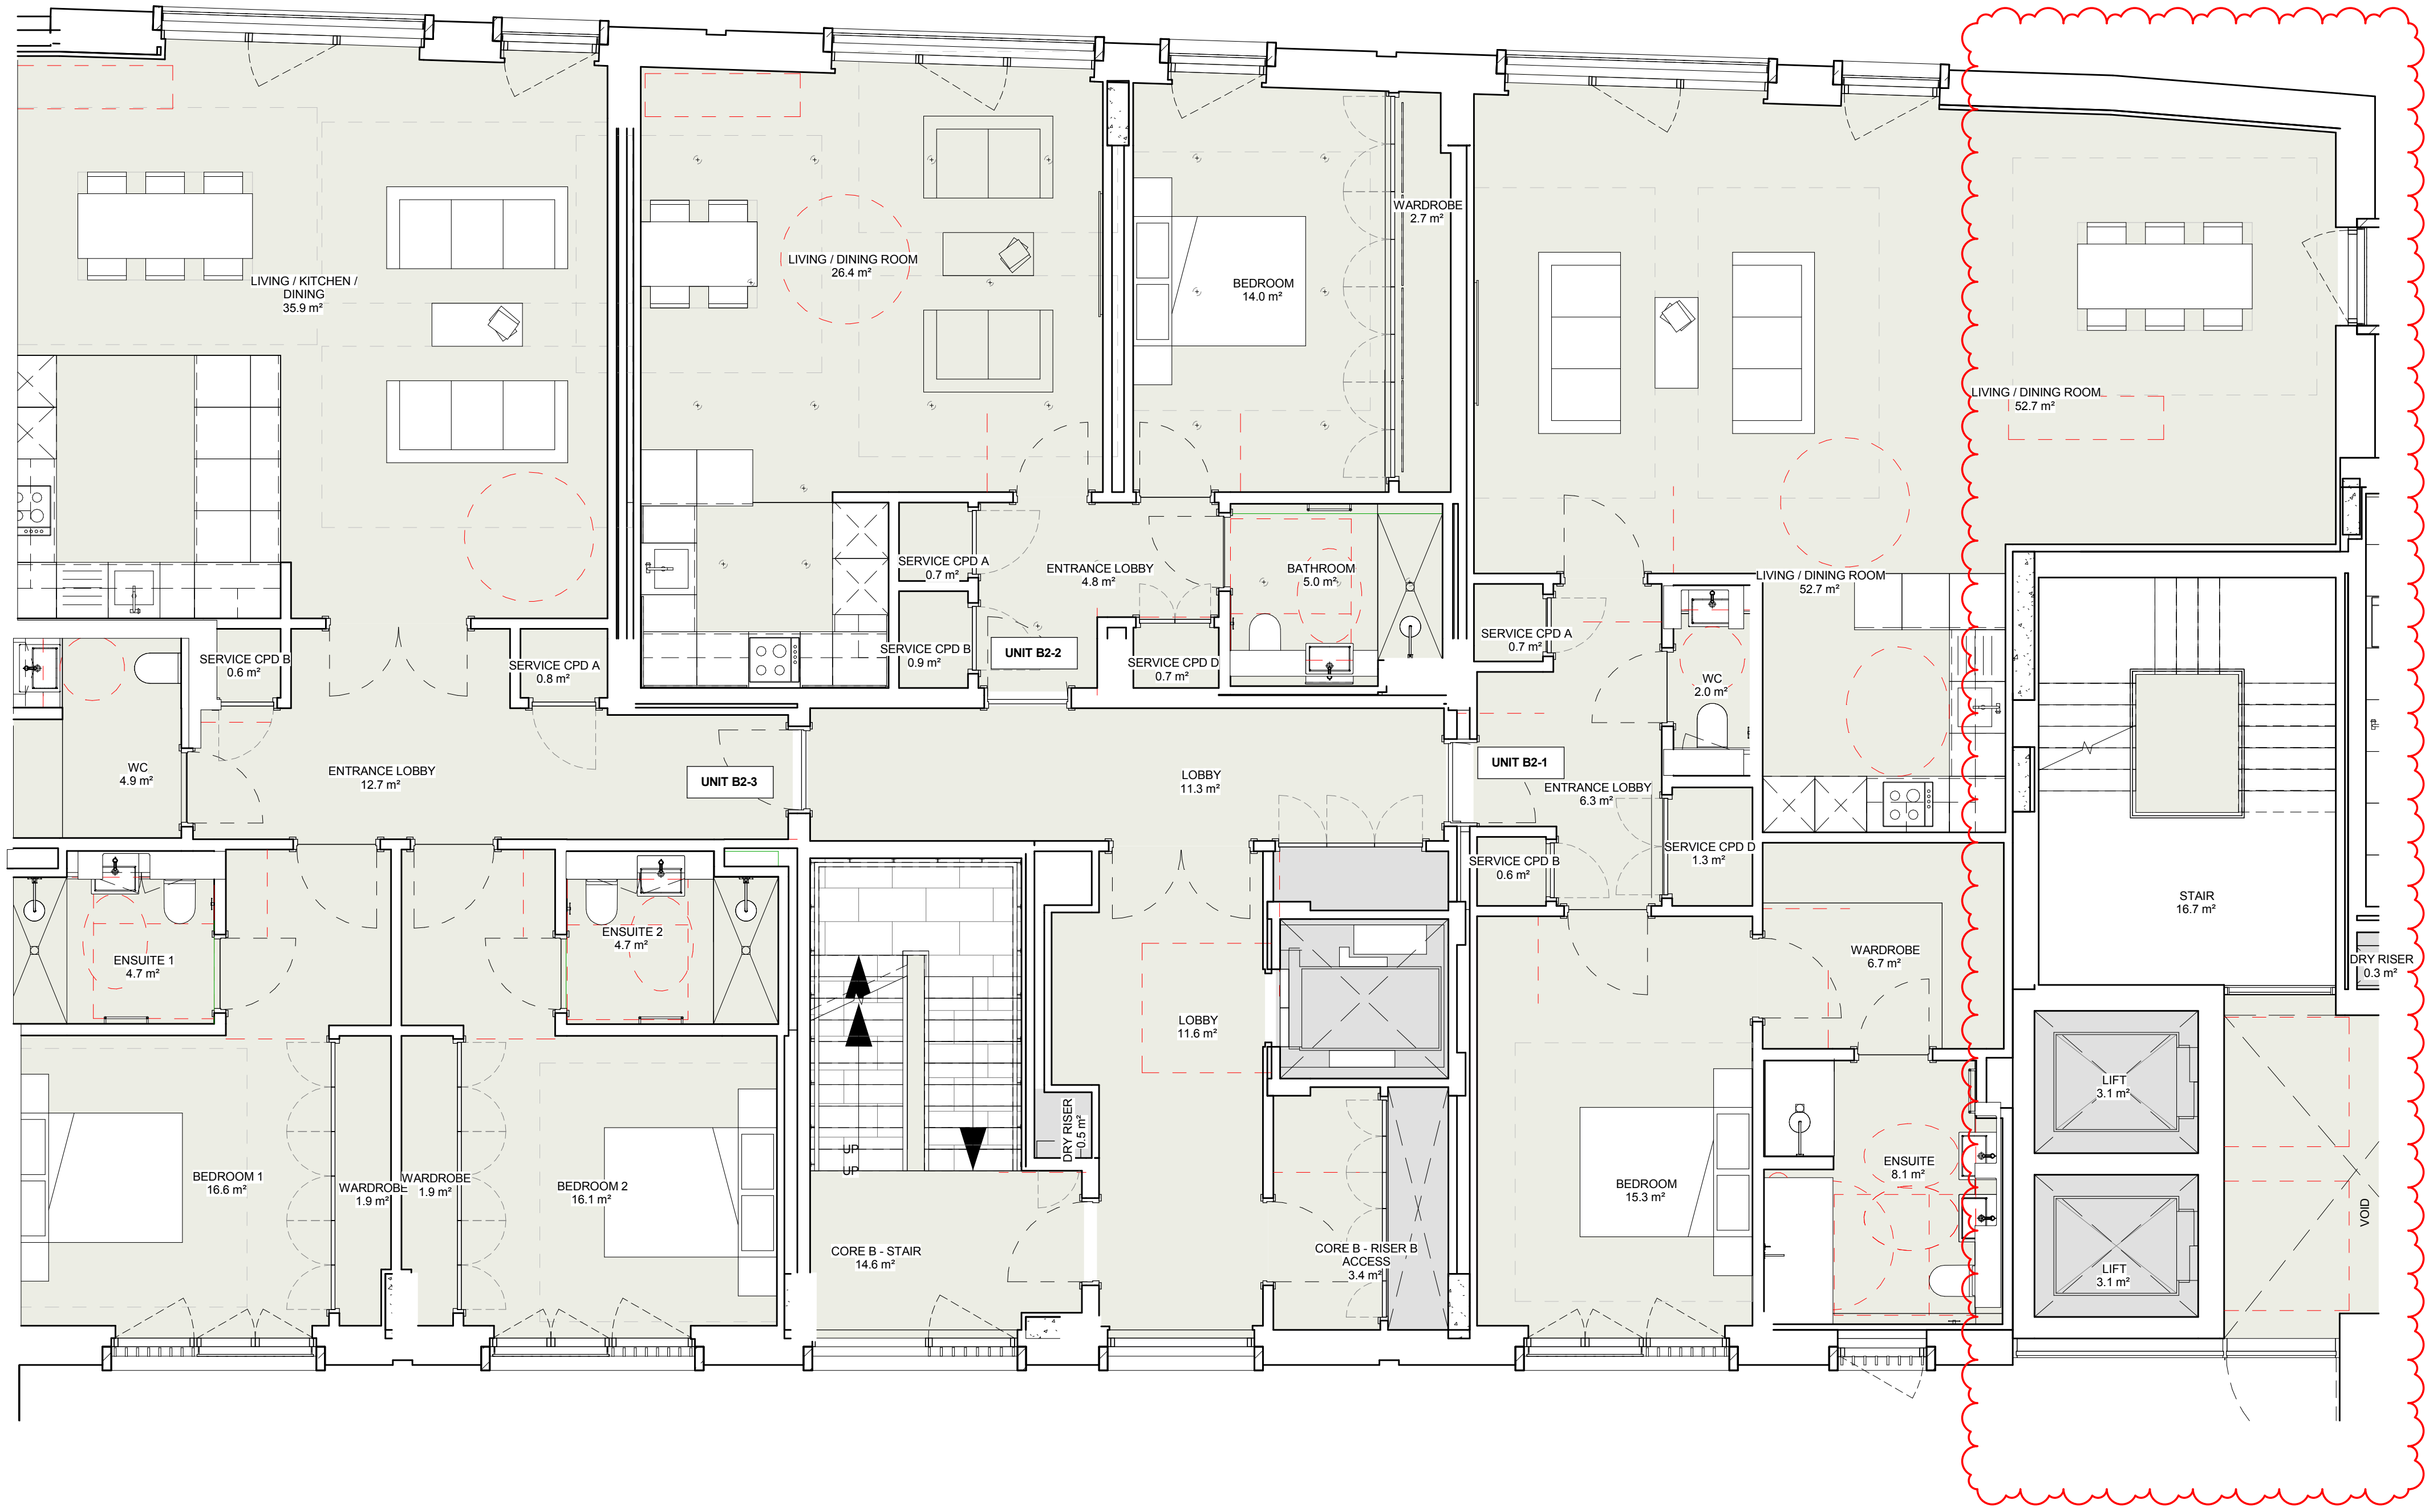 WARDROBE
2.7 m²
LIVING / DINING ROOM
26.4 m²
LIVING / KITCHEN /
DINING
35.9 m²
BEDROOM
14.0 m²
LIVING / DINING ROOM
52.7 m²
SERVICE CPD A
0.7 m²
ENTRANCE LOBBY
4.8 m²
BATHROOM
5.0 m²
LIVING / DINING ROOM
52.7 m²
SERVICE CPD B
0.6 m²
SERVICE CPD A
0.8 m²
SERVICE CPD B
0.9 m²
UNIT B2-2
SERVICE CPD D
0.7 m²
SERVICE CPD A
0.7 m²
WC
2.0 m²
WC
4.9 m²
ENTRANCE LOBBY
12.7 m²
UNIT B2-3
LOBBY
11.3 m²
UNIT B2-1
ENTRANCE LOBBY
6.3 m²
SERVICE CPD B
0.6 m²
SERVICE CPD D
1.3 m²
STAIR
16.7 m²
ENSUITE 1
4.7 m²
ENSUITE 2
4.7 m²
WARDROBE
6.7 m²
DRY RISER
0.3 m²
LOBBY
11.6 m²
LIFT
3.1 m²
DRY RISER
0.5 m²
UP
UP
BEDROOM 1
16.6 m²
WARDROBE
1.9 m²
WARDROBE
1.9 m²
BEDROOM 2
16.1 m²
BEDROOM
15.3 m²
ENSUITE
8.1 m²
VOID
CORE B - STAIR
14.6 m²
CORE B - RISER B
ACCESS
3.4 m²
LIFT
3.1 m²